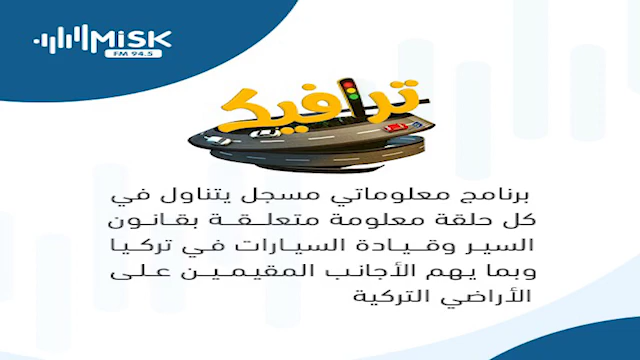 MiSK
FM 94.5
ترافيك
برنامج معلوماتي مسجل يتناول في
كل حلقة معلومة متعلقة بقانون
السير وقيادة السيارات في تركيا
وبما يهم الأجانب المقيمين على
الأراضي التركية